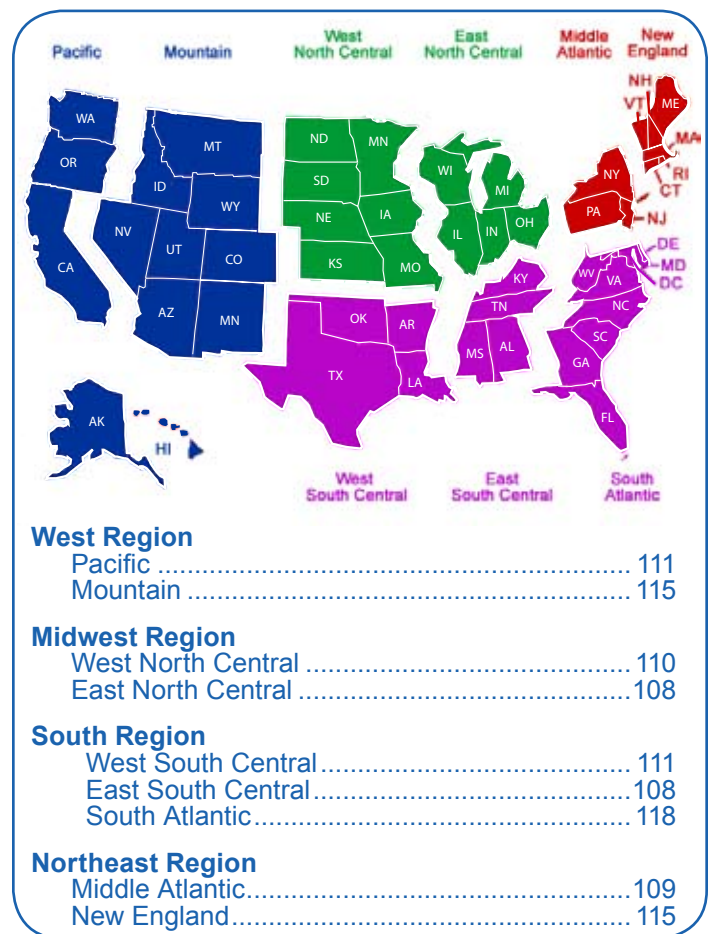 Pacific
Mountain
West
North Central
East
North Central
Middle
Atlantic
New
England
WA
OR
CA
MT
ID
WY
NV
UT
CO
AZ
MN
AK
HI
ND
MN
SD
NE
IA
KS
MO
WI
MI
IL
IN
OH
NH
VT
ME
MA
RI
CT
NY
PA
NJ
DE
MD
DC
OK
AR
TX
LA
KY
TN
MS
AL
WV
VA
NC
SC
GA
FL
West
South Central
East
South Central
South
Atlantic
West Region
Pacific ........................................................ 111
Mountain .................................................... 115
Midwest Region
West North Central ...................................... 110
East North Central ....................................... 108
South Region
West South Central..................................... 111
East South Central...................................... 108
South Atlantic............................................. 118
Northeast Region
Middle Atlantic............................................. 109
New England............................................... 115